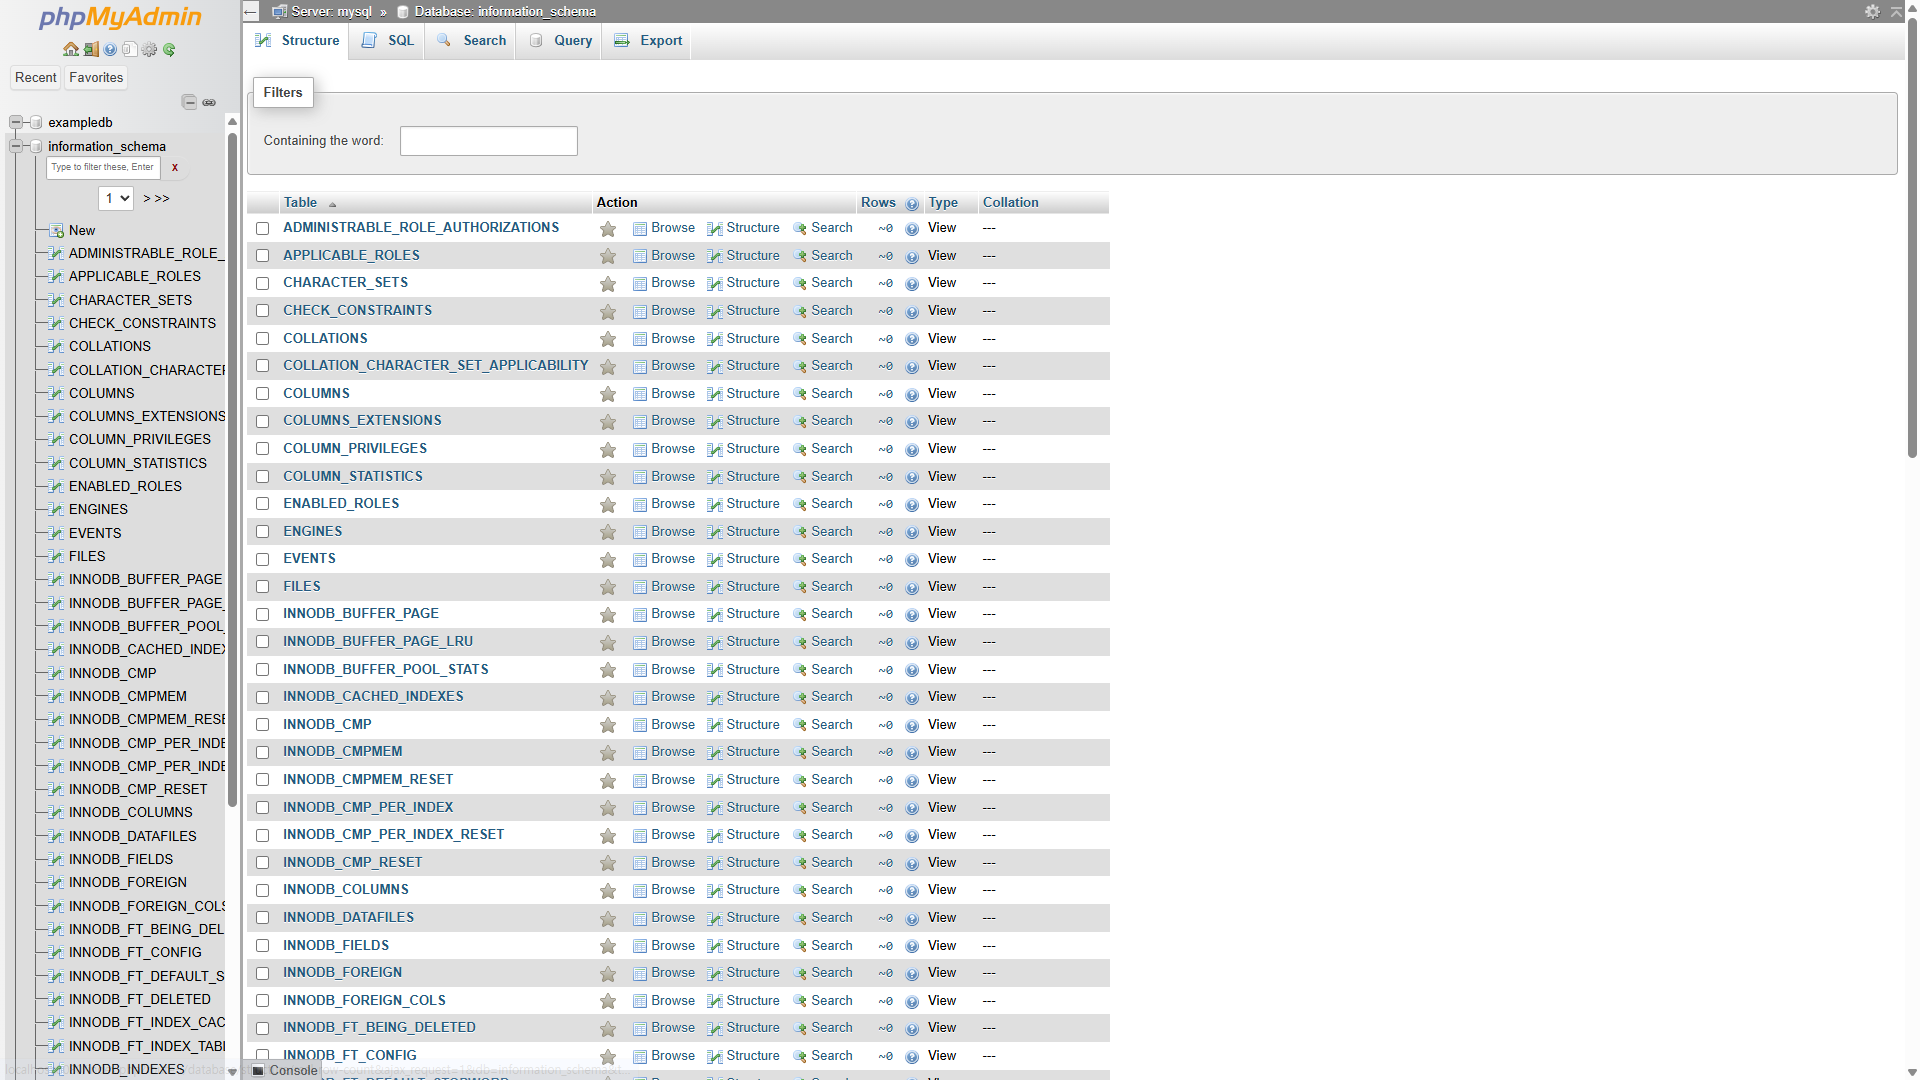 phpMyAdmin
Recent Favorites
exampledb
information_schema
Type to filter these, Enter x
1 > >>
New
ADMINISTRABLE_ROLE_
APPLICABLE_ROLES
CHARACTER_SETS
CHECK_CONSTRAINTS
COLLATIONS
COLLATION_CHARACTER
COLUMNS
COLUMNS_EXTENSIONS
COLUMN_PRIVILEGES
COLUMN_STATISTICS
ENABLED_ROLES
ENGINES
EVENTS
FILES
INNODB_BUFFER_PAGE
INNODB_BUFFER_PAGE_
INNODB_BUFFER_POOL_
INNODB_CACHED_INDEX
INNODB_CMP
INNODB_CMPMEM
INNODB_CMPMEM_RESE
INNODB_CMP_PER_INDE
INNODB_CMP_PER_INDE
INNODB_CMP_RESET
INNODB_COLUMNS
INNODB_DATAFILES
INNODB_FIELDS
INNODB_FOREIGN
INNODB_FOREIGN_COLS
INNODB_FT_BEING_DEL
INNODB_FT_CONFIG
INNODB_FT_DEFAULT_S
INNODB_FT_DELETED
INNODB_FT_INDEX_CAC
INNODB_FT_INDEX_TABI
INNODB_INDEXES
Server: mysql » Database: information_schema
Structure SQL Search Query Export
Filters
Containing the word:
Table Action Rows Type Collation
ADMINISTRABLE_ROLE_AUTHORIZATIONS Browse Structure Search ~0 View ---
APPLICABLE_ROLES Browse Structure Search ~0 View ---
CHARACTER_SETS Browse Structure Search ~0 View ---
CHECK_CONSTRAINTS Browse Structure Search ~0 View ---
COLLATIONS Browse Structure Search ~0 View ---
COLLATION_CHARACTER_SET_APPLICABILITY Browse Structure Search ~0 View ---
COLUMNS Browse Structure Search ~0 View ---
COLUMNS_EXTENSIONS Browse Structure Search ~0 View ---
COLUMN_PRIVILEGES Browse Structure Search ~0 View ---
COLUMN_STATISTICS Browse Structure Search ~0 View ---
ENABLED_ROLES Browse Structure Search ~0 View ---
ENGINES Browse Structure Search ~0 View ---
EVENTS Browse Structure Search ~0 View ---
FILES Browse Structure Search ~0 View ---
INNODB_BUFFER_PAGE Browse Structure Search ~0 View ---
INNODB_BUFFER_PAGE_LRU Browse Structure Search ~0 View ---
INNODB_BUFFER_POOL_STATS Browse Structure Search ~0 View ---
INNODB_CACHED_INDEXES Browse Structure Search ~0 View ---
INNODB_CMP Browse Structure Search ~0 View ---
INNODB_CMPMEM Browse Structure Search ~0 View ---
INNODB_CMPMEM_RESET Browse Structure Search ~0 View ---
INNODB_CMP_PER_INDEX Browse Structure Search ~0 View ---
INNODB_CMP_PER_INDEX_RESET Browse Structure Search ~0 View ---
INNODB_CMP_RESET Browse Structure Search ~0 View ---
INNODB_COLUMNS Browse Structure Search ~0 View ---
INNODB_DATAFILES Browse Structure Search ~0 View ---
INNODB_FIELDS Browse Structure Search ~0 View ---
INNODB_FOREIGN Browse Structure Search ~0 View ---
INNODB_FOREIGN_COLS Browse Structure Search ~0 View ---
INNODB_FT_BEING_DELETED Browse Structure Search ~0 View ---
INNODB_FT_CONFIG Browse Structure Search ~0 View ---
Console